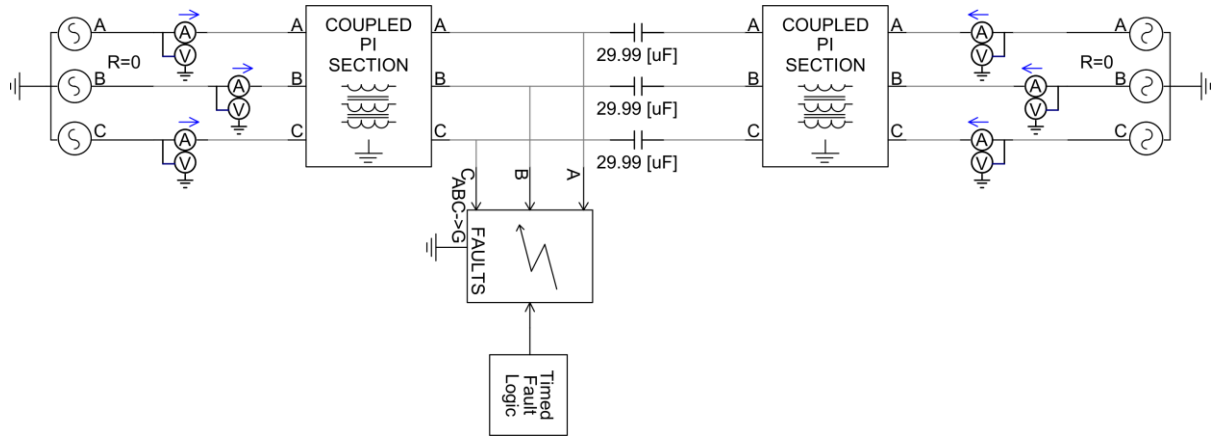 A
R=0
B
C
A
V
A
V
A
V
A
B
C
COUPLED
PI
SECTION
A
B
C
29.99 [uF]
29.99 [uF]
29.99 [uF]
A
B
C
COUPLED
PI
SECTION
A
B
C
A
V
A
V
A
V
A
R=0
B
C
C
B
A
ABC->G
FAULTS
Timed
Fault
Logic